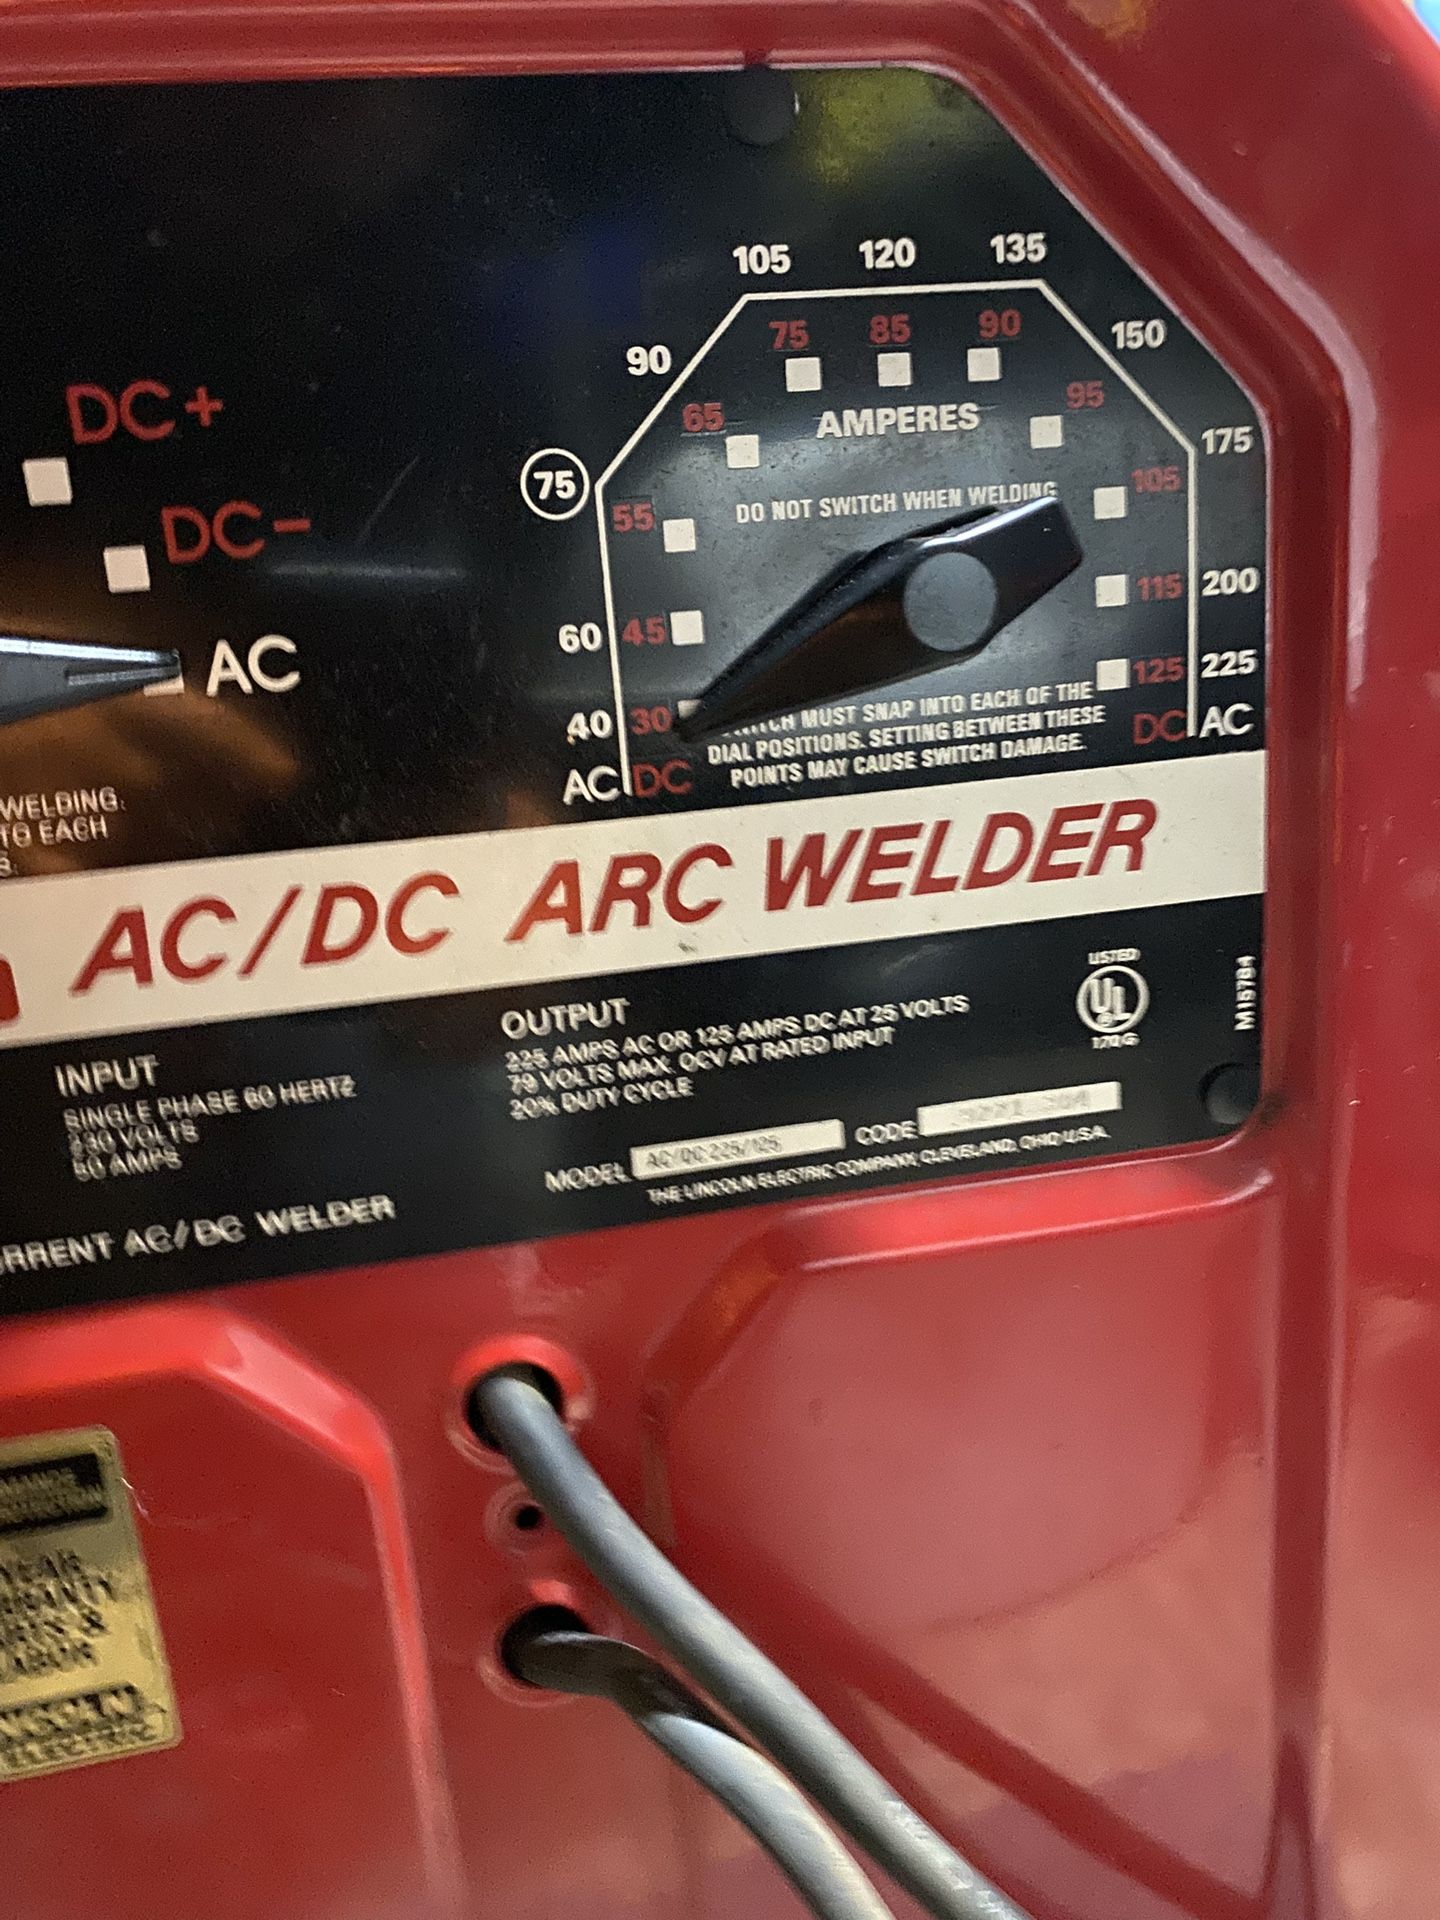 105 120 135
90 75 85 90 150
65 AMPERES 95
75 175
55 DO NOT SWITCH WHEN WELDING 105
60 45 115 200
40 30 125 225
AC DC DC AC
SWITCH MUST SNAP INTO EACH OF THE
DIAL POSITIONS. SETTING BETWEEN THESE
POINTS MAY CAUSE SWITCH DAMAGE.
DC+
DC-
AC
WELDING.
TO EACH
S.
AC/DC ARC WELDER
INPUT
SINGLE PHASE 60 HERTZ
230 VOLTS
50 AMPS
OUTPUT
225 AMPS AC OR 125 AMPS DC AT 25 VOLTS
79 VOLTS MAX. OCV AT RATED INPUT
20% DUTY CYCLE
LISTED
UL
170G
M15784
MODEL AC/DC 225/125 CODE
THE LINCOLN ELECTRIC COMPANY, CLEVELAND, OHIO U.S.A.
RRENT AC/DC WELDER
YEAR
&
LABOR
ELECTRIC